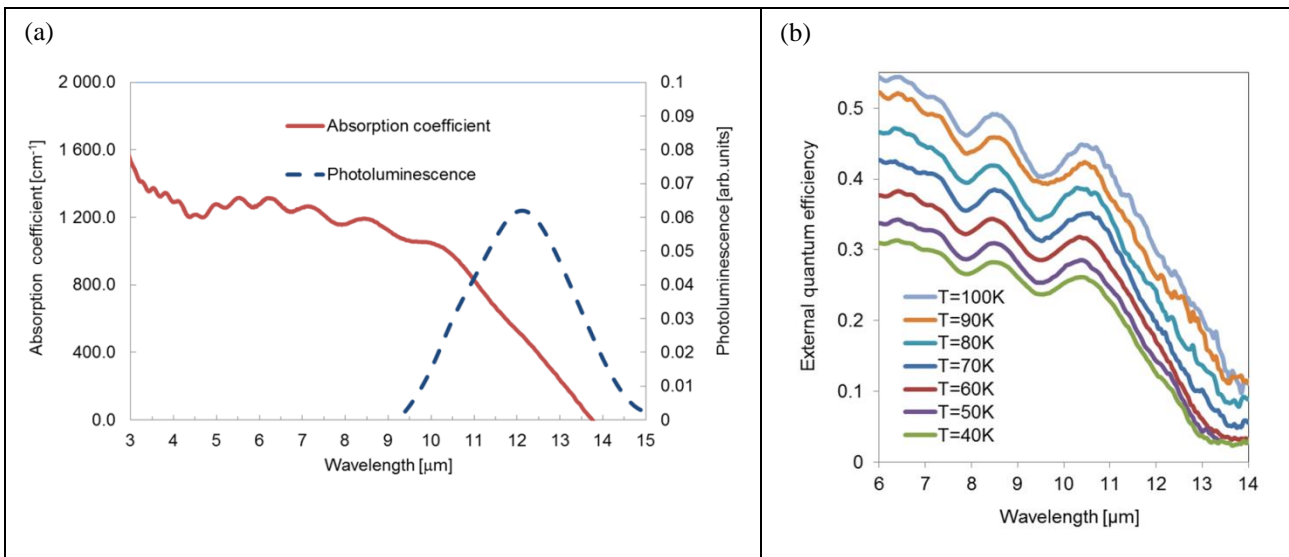 (a)
2 000.0
1 600.0
1200.0
800.0
400.0
0.0
Absorption coefficient [cm⁻¹]
Absorption coefficient
Photoluminescence
0.1
0.09
0.08
0.07
0.06
0.05
0.04
0.03
0.02
0.01
0
Photoluminescence [arb.units]
3 4 5 6 7 8 9 10 11 12 13 14 15
Wavelength [µm]
(b)
0.5
0.4
0.3
0.2
0.1
0
External quantum efficiency
T=100K
T=90K
T=80K
T=70K
T=60K
T=50K
T=40K
6 7 8 9 10 11 12 13 14
Wavelength [µm]